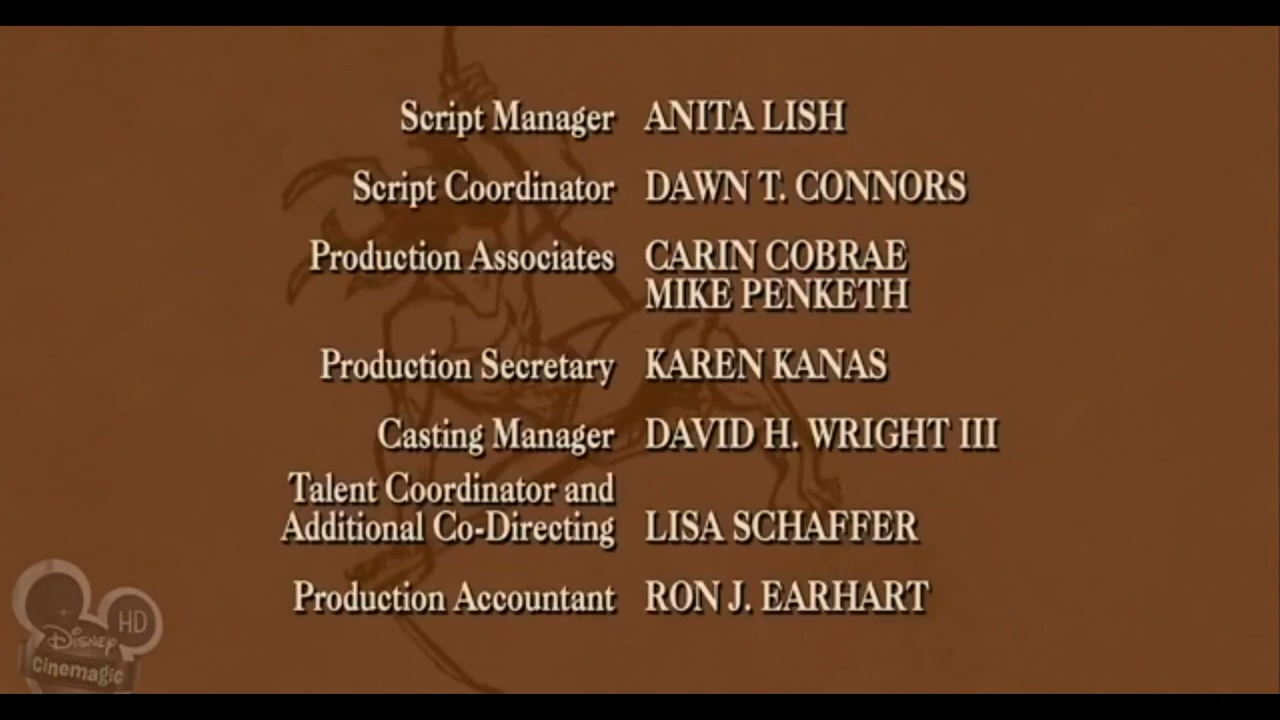 Script Manager ANITA LISH
Script Coordinator DAWN T. CONNORS
Production Associates CARIN COBRAE
MIKE PENKETH
Production Secretary KAREN KANAS
Casting Manager DAVID H. WRIGHT III
Talent Coordinator and
Additional Co-Directing LISA SCHAFFER
Production Accountant RON J. EARHART
HD
Disney
Cinemagic